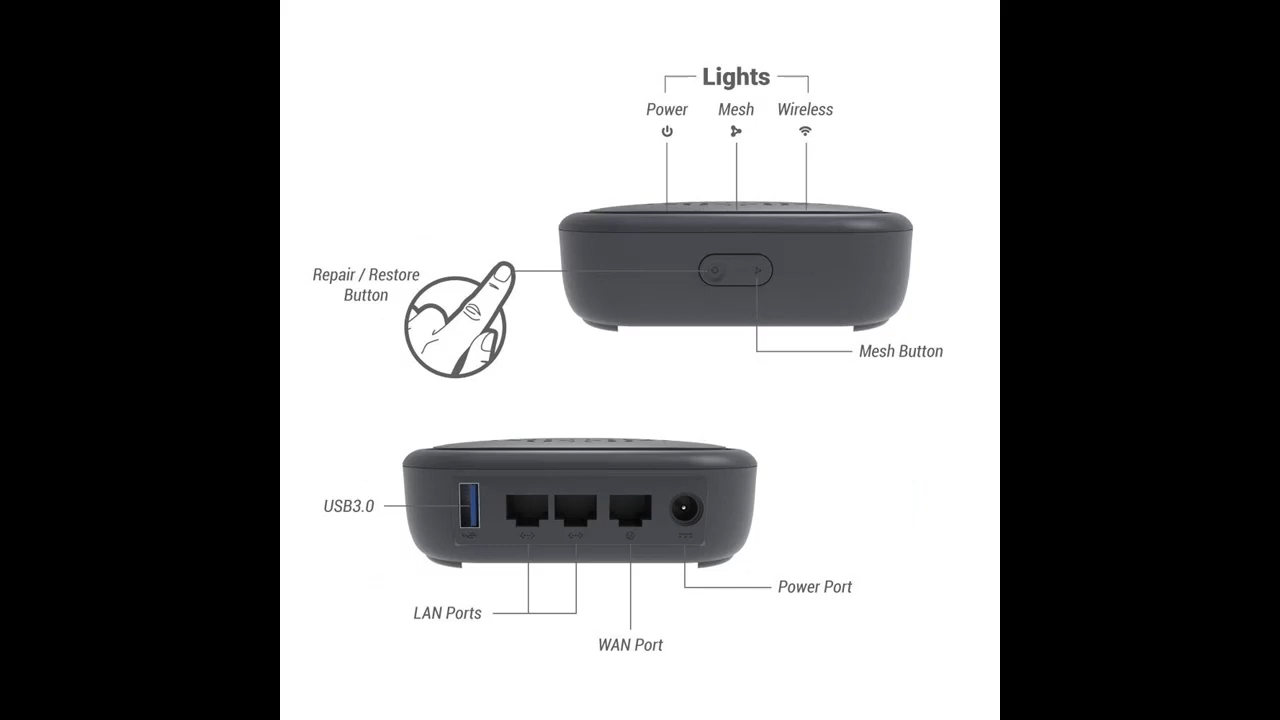 Lights
Power
Mesh
Wireless
Repair / Restore
Button
Mesh Button
USB3.0
Power Port
LAN Ports
WAN Port